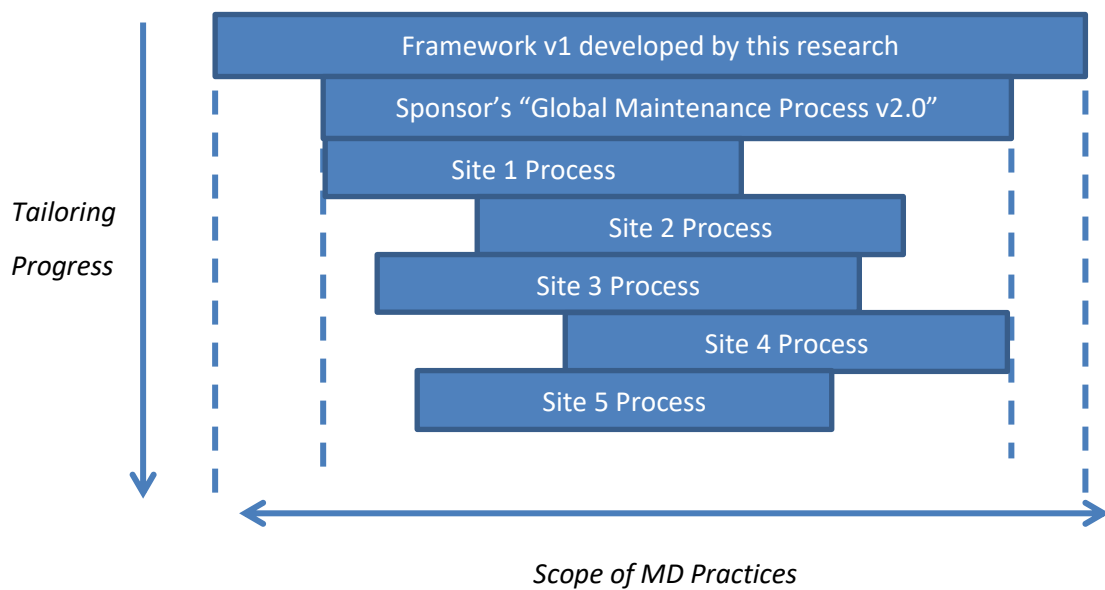 Framework v1 developed by this research
Sponsor’s “Global Maintenance Process v2.0”
Site 1 Process
Site 2 Process
Site 3 Process
Site 4 Process
Site 5 Process
Tailoring
Progress
Scope of MD Practices